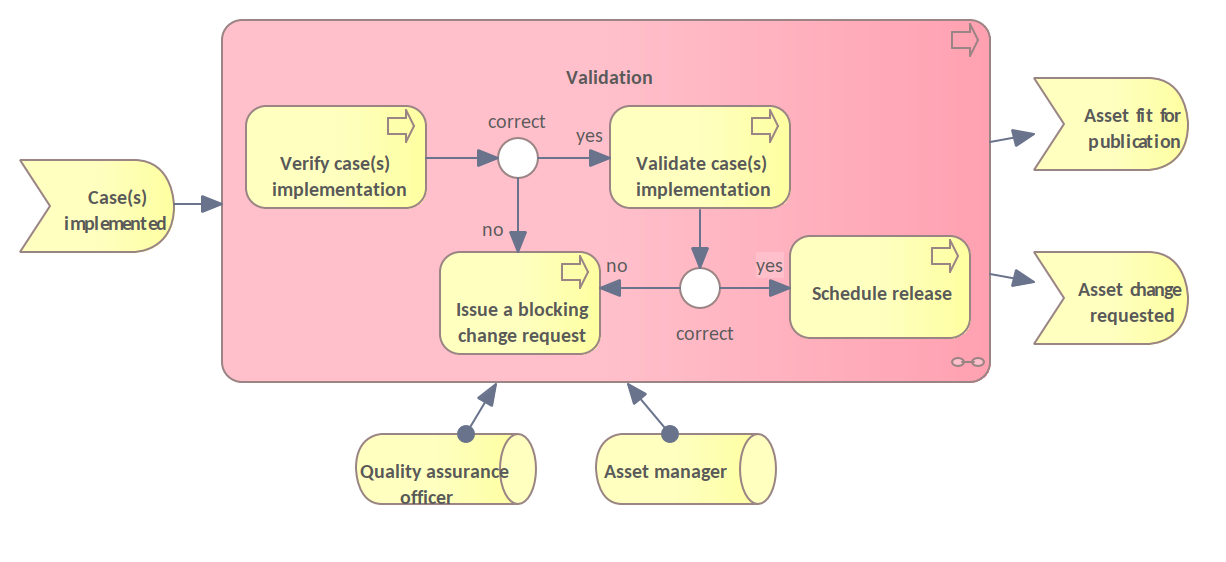 Validation
correct
yes
Verify case(s)
implementation
Validate case(s)
implementation
Asset fit for
publication
Case(s)
implemented
no
no
yes
Issue a blocking
change request
Schedule release
correct
Asset change
requested
Quality assurance
officer
Asset manager